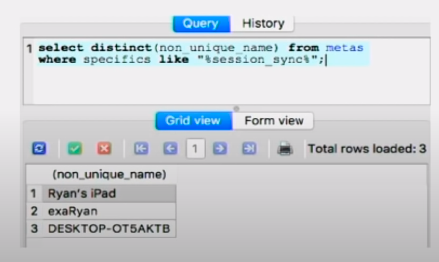 Query History
1 select distinct(non_unique_name) from metas
where specifics like "%session_sync%";
Grid view Form view
1 Total rows loaded: 3
(non_unique_name)
1 Ryan's iPad
2 exaRyan
3 DESKTOP-OT5AKTB